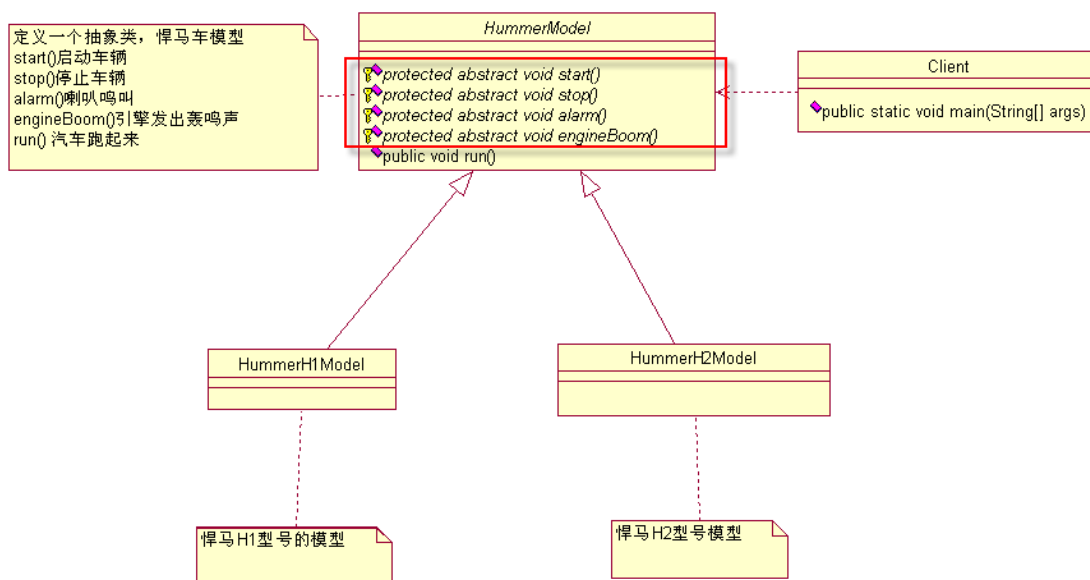 定义一个抽象类，悍马车模型
start()启动车辆
stop()停止车辆
alarm()喇叭鸣叫
engineBoom()引擎发出轰鸣声
run() 汽车跑起来
HummerModel
protected abstract void start()
protected abstract void stop()
protected abstract void alarm()
protected abstract void engineBoom()
public void run()
Client
public static void main(String[] args)
HummerH1Model
HummerH2Model
悍马H1型号的模型
悍马H2型号模型